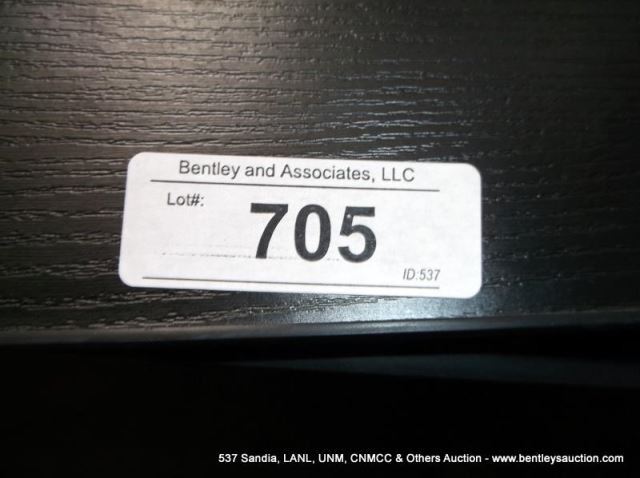 Bentley and Associates, LLC
Lot#:
705
ID:537
537 Sandia, LANL, UNM, CNMCC & Others Auction - www.bentleysauction.com